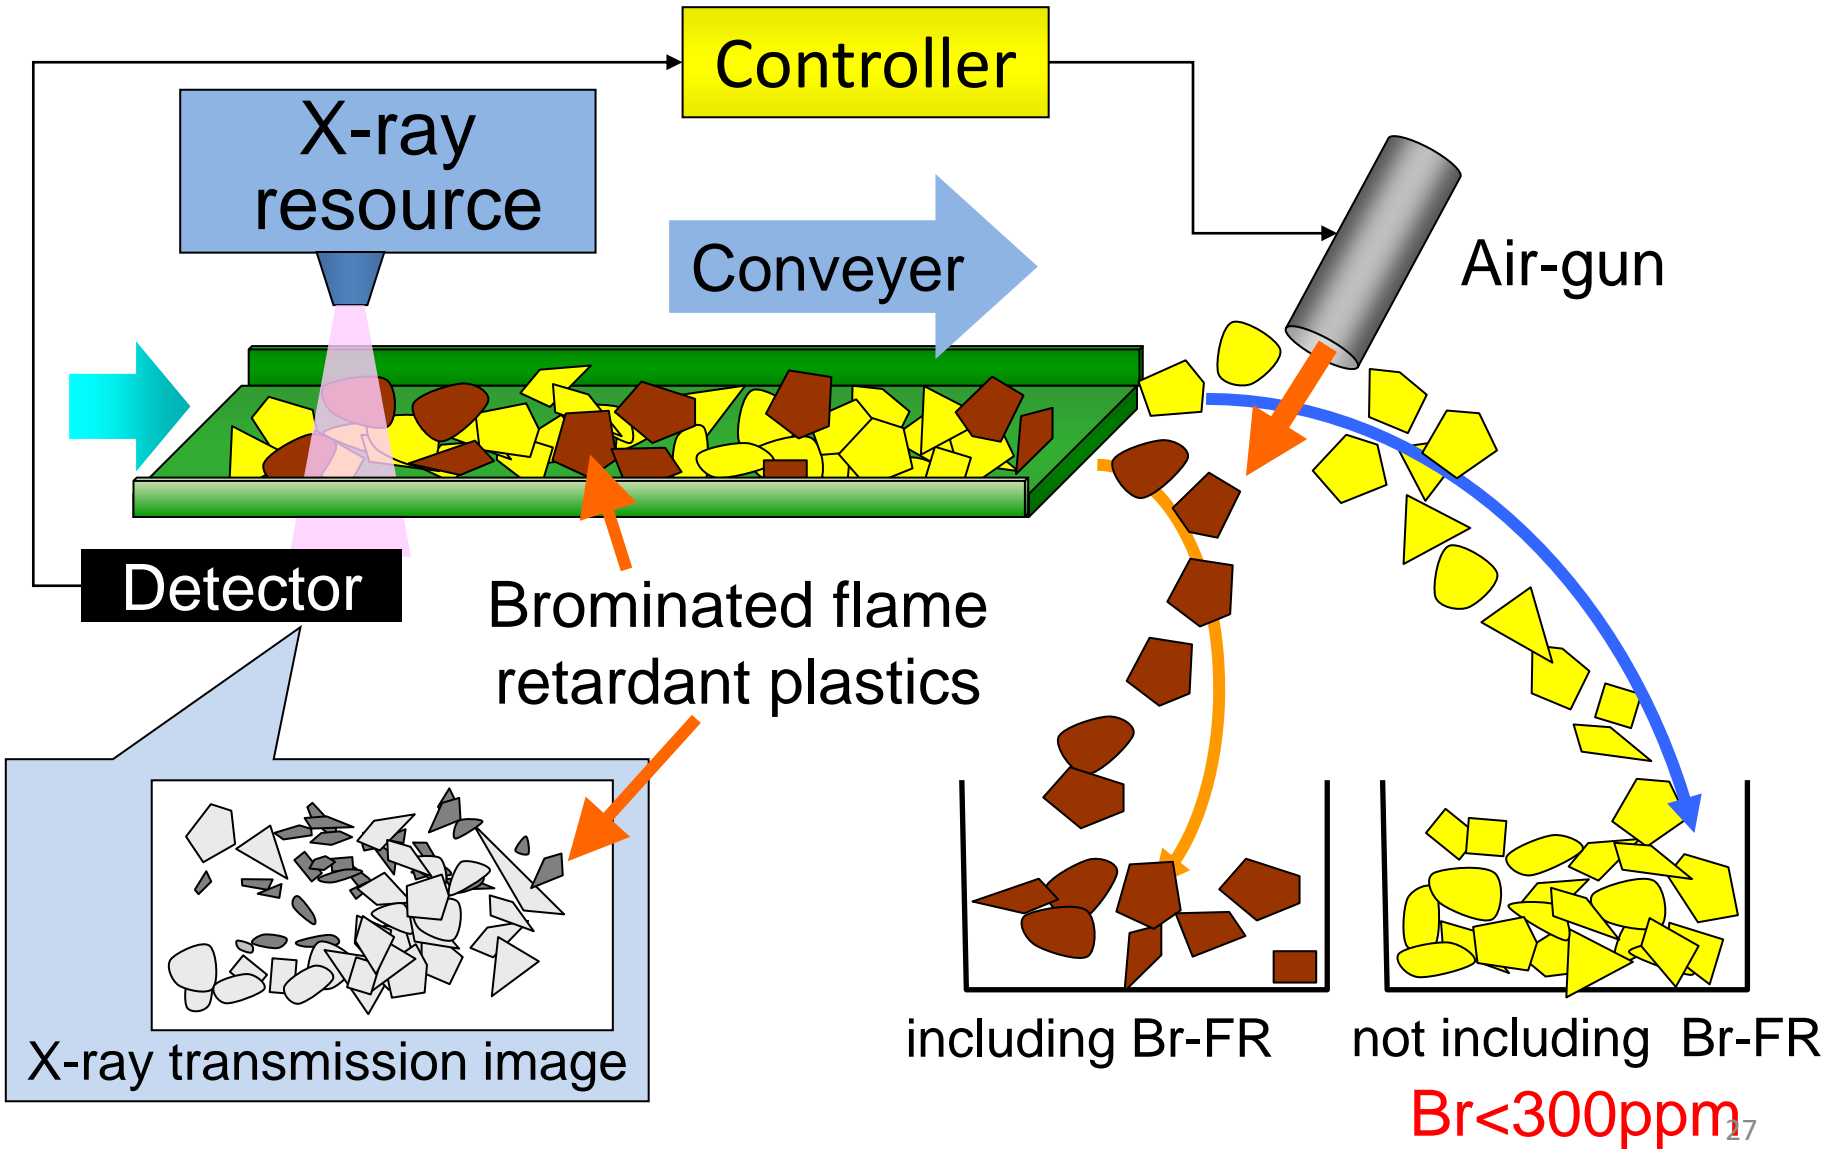 Controller
X-ray
resource
Conveyer
Air-gun
Detector
Brominated flame
retardant plastics
X-ray transmission image
including Br-FR
not including Br-FR
Br<300ppm
27